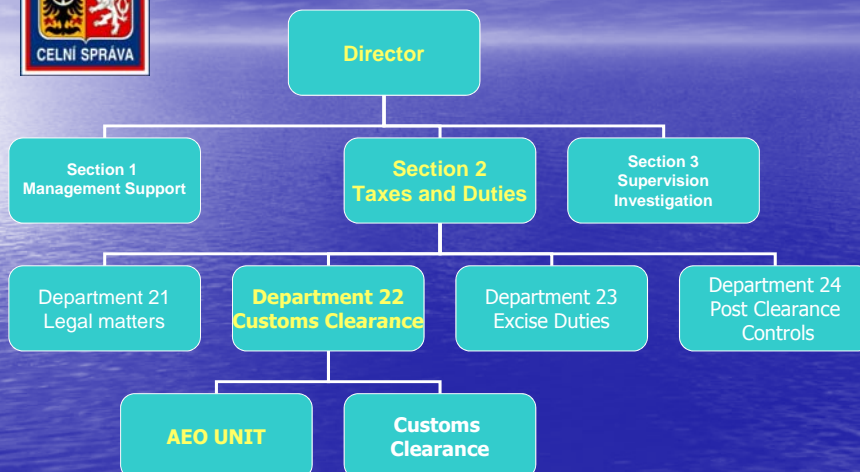 CELNÍ SPRÁVA
Director
Section 1
Management Support
Section 2
Taxes and Duties
Section 3
Supervision
Investigation
Department 21
Legal matters
Department 22
Customs Clearance
Department 23
Excise Duties
Department 24
Post Clearance
Controls
AEO UNIT
Customs
Clearance